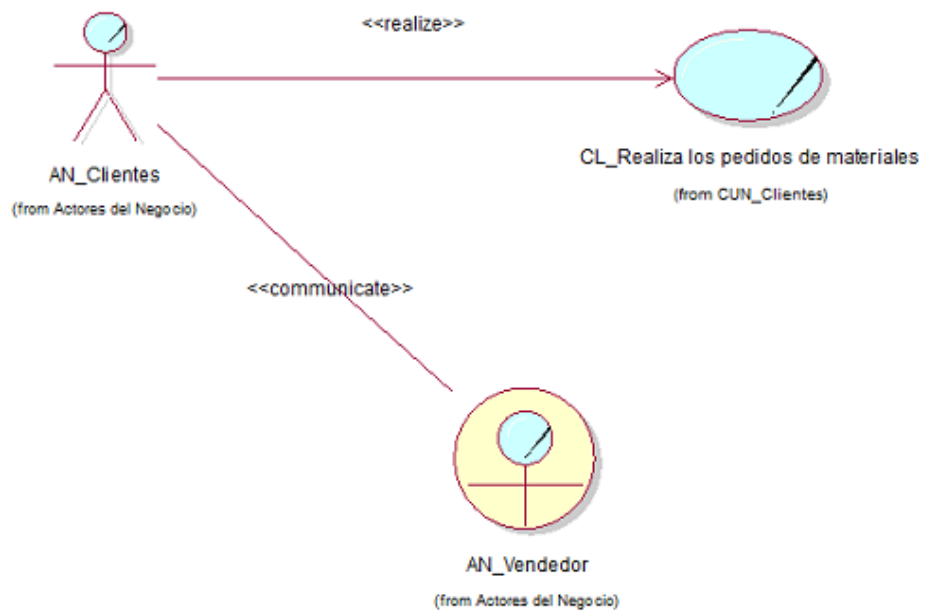 <<realize>>
AN_Clientes
(from Actores del Negocio)
CL_Realiza los pedidos de materiales
(from CUN_Clientes)
<<communicate>>
AN_Vendedor
(from Actores del Negocio)